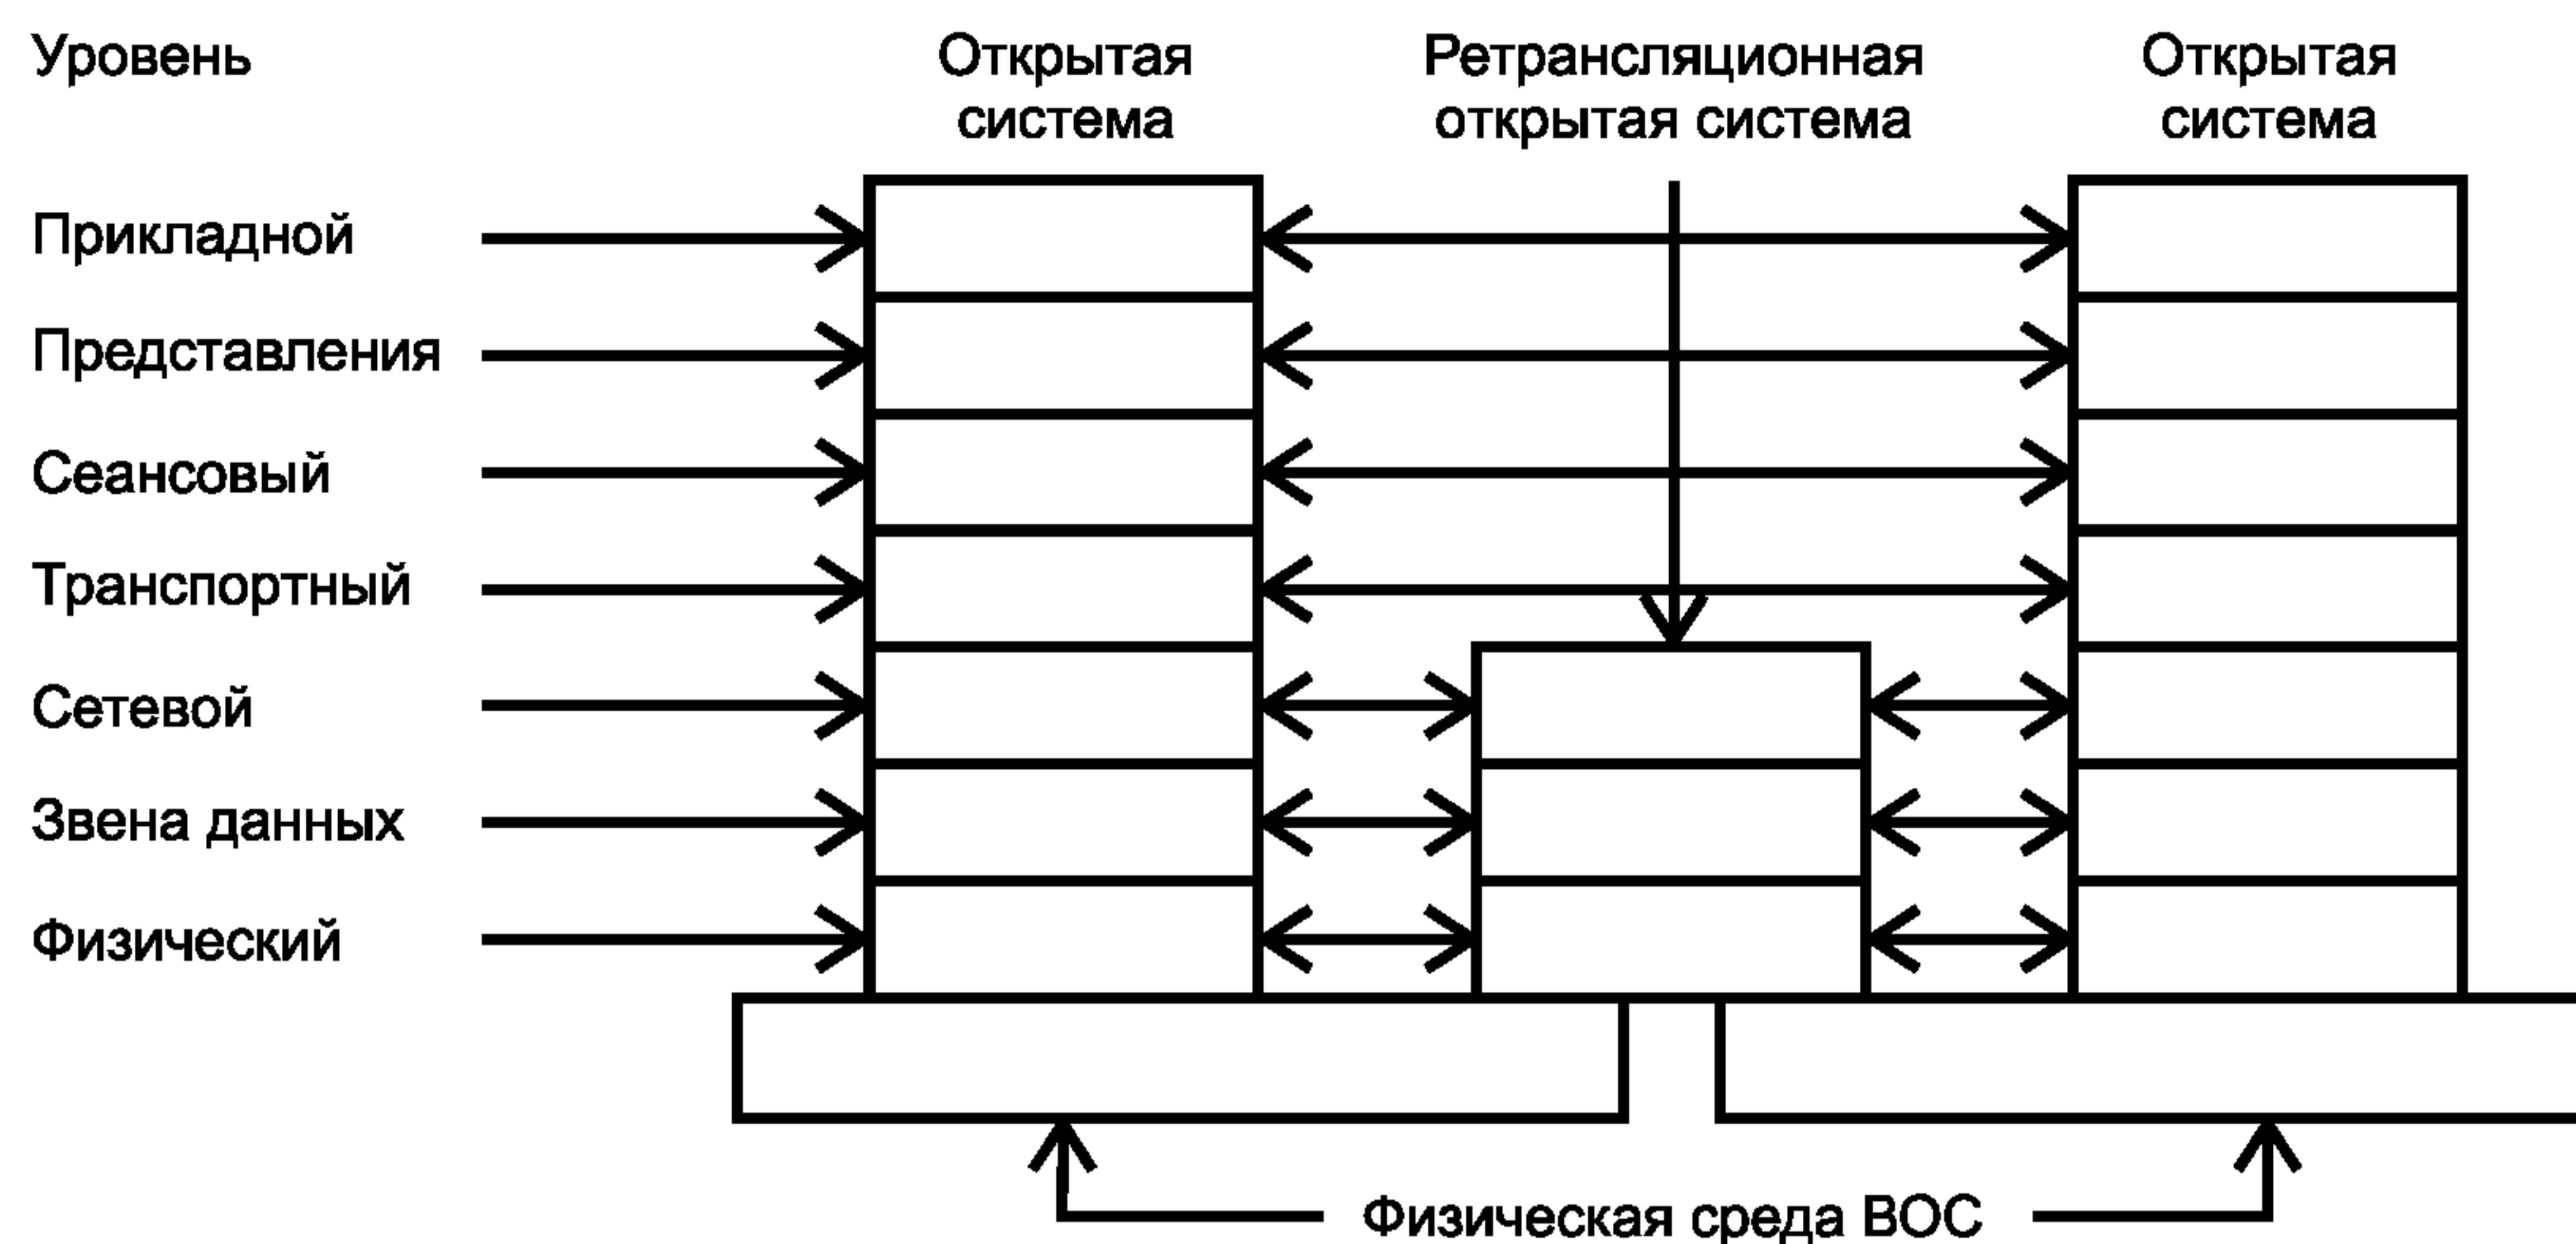 Уровень
Открытая
система
Ретрансляционная
открытая система
Открытая
система
Прикладной
Представления
Сеансовый
Транспортный
Сетевой
Звена данных
Физический
Физическая среда ВОС